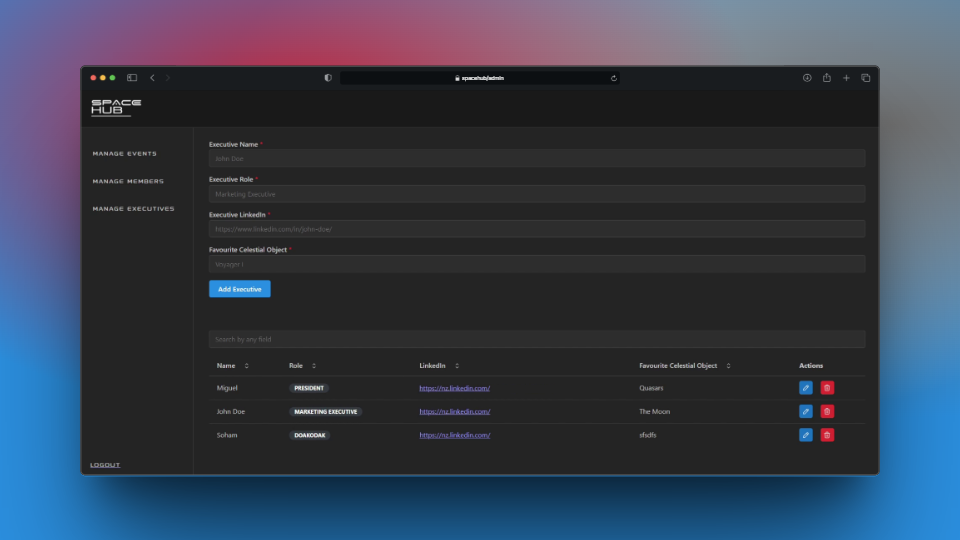 spacehub/admin
SPACE
HUB
MANAGE EVENTS
MANAGE MEMBERS
MANAGE EXECUTIVES
LOGOUT
Executive Name *
John Doe
Executive Role *
Marketing Executive
Executive LinkedIn *
https://www.linkedin.com/in/john-doe/
Favourite Celestial Object *
Voyager I
Add Executive
Search by any field
Name Role LinkedIn Favourite Celestial Object Actions
Miguel PRESIDENT https://nz.linkedin.com/ Quasars
John Doe MARKETING EXECUTIVE https://nz.linkedin.com/ The Moon
Soham DOAKODAK https://nz.linkedin.com/ sfsdfs